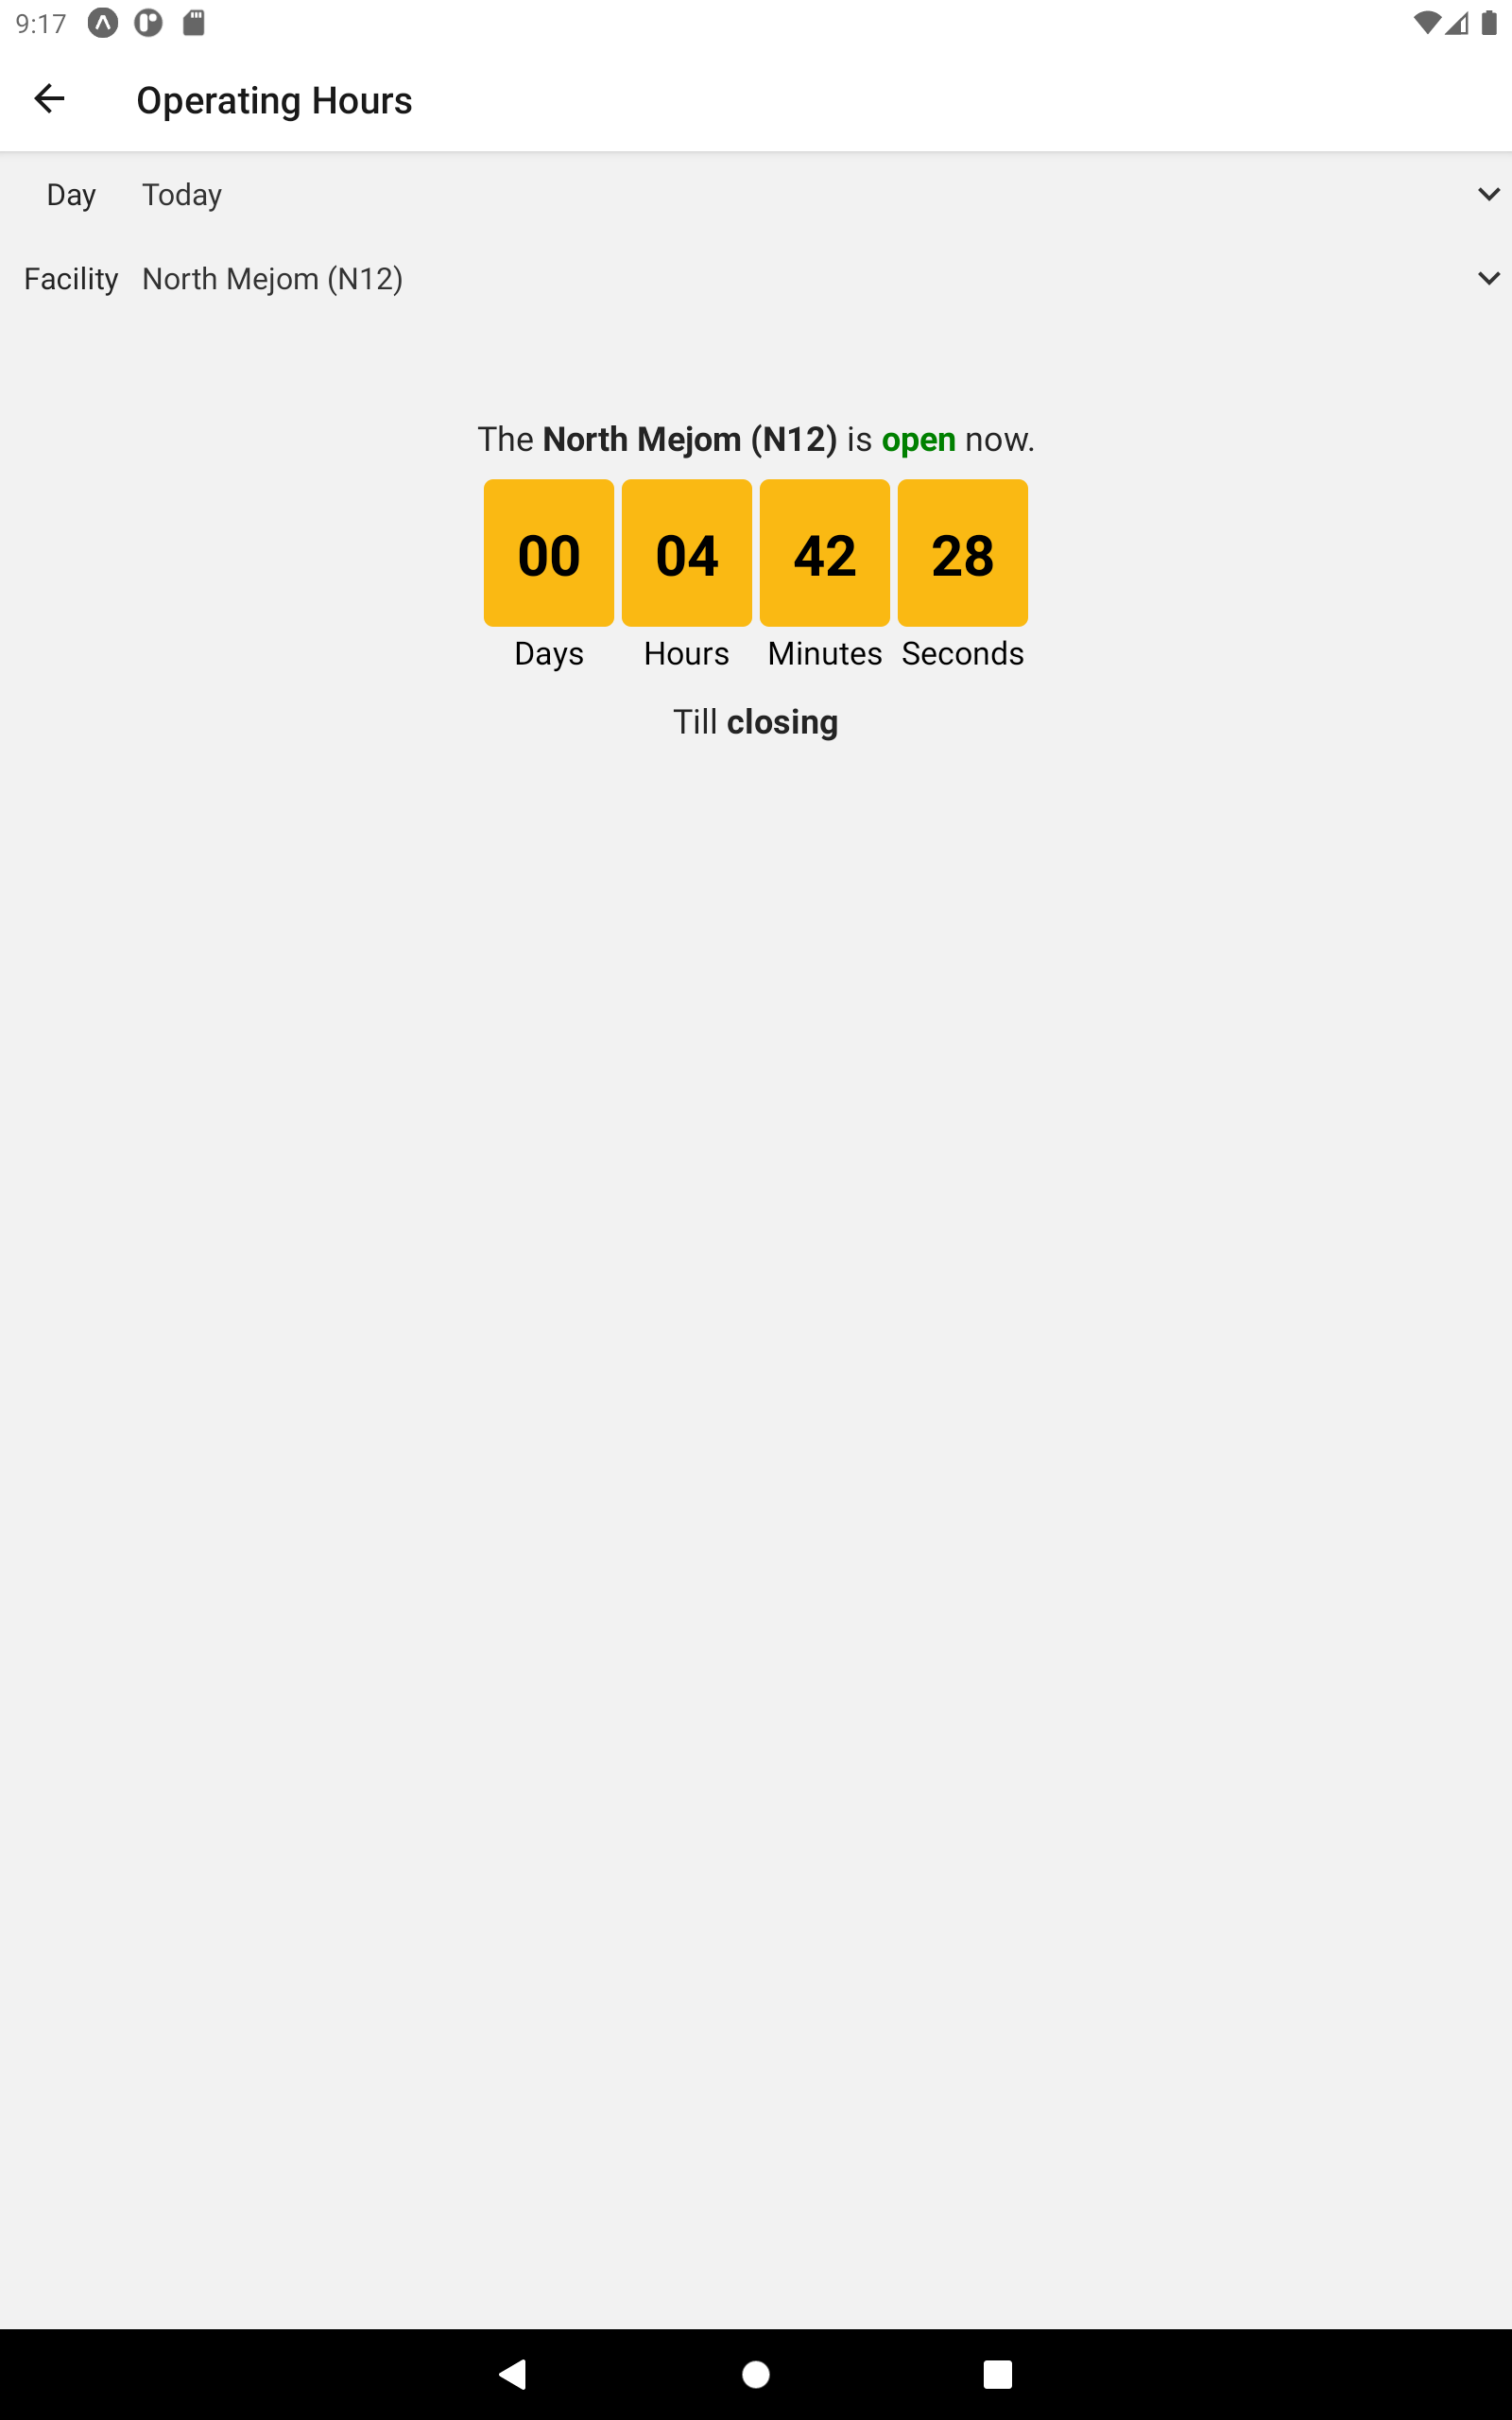 9:17
Operating Hours
Day Today
Facility North Mejom (N12)
The North Mejom (N12) is open now.
00 04 42 28
Days Hours Minutes Seconds
Till closing